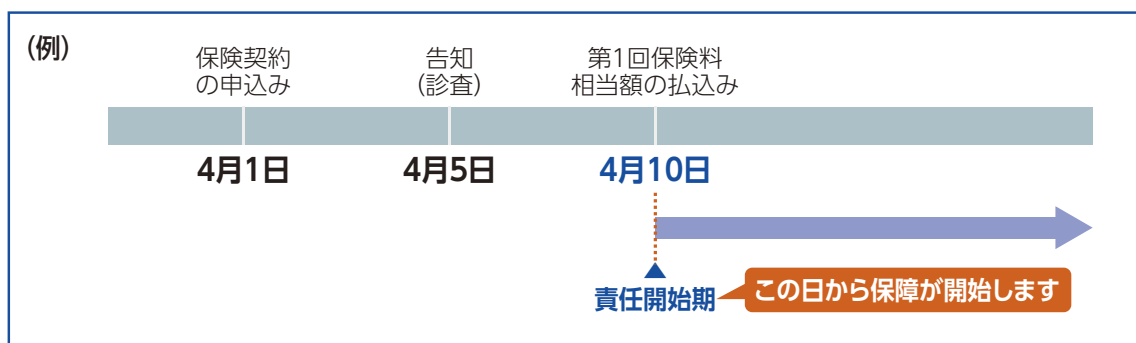 (例)
保険契約
の申込み
告知
(診査)
第1回保険料
相当額の払込み
4月1日
4月5日
4月10日
責任開始期
この日から保障が開始します